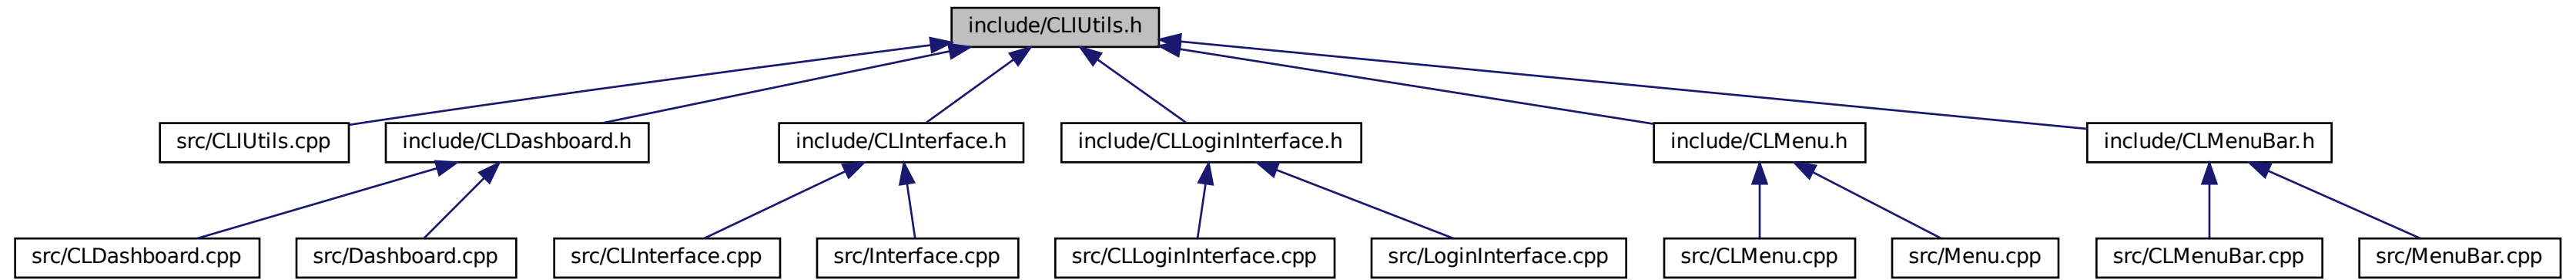 include/CLIUtils.h
src/CLIUtils.cpp
include/CLDashboard.h
include/CLInterface.h
include/CLLoginInterface.h
include/CLMenu.h
include/CLMenuBar.h
src/CLDashboard.cpp
src/Dashboard.cpp
src/CLInterface.cpp
src/Interface.cpp
src/CLLoginInterface.cpp
src/LoginInterface.cpp
src/CLMenu.cpp
src/Menu.cpp
src/CLMenuBar.cpp
src/MenuBar.cpp